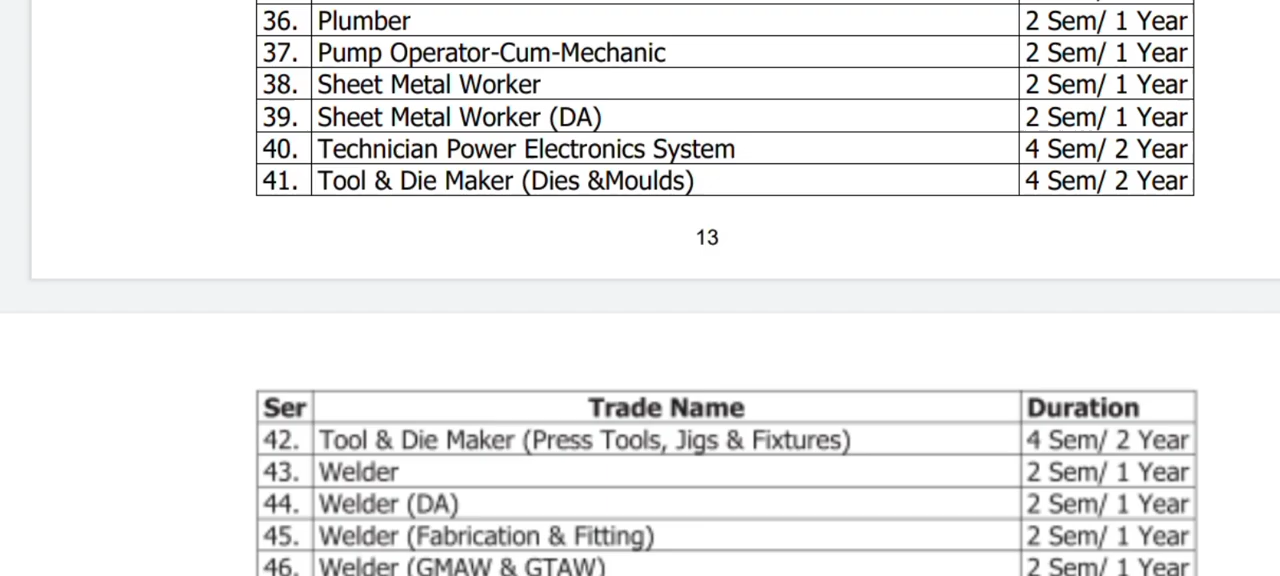 36. Plumber 2 Sem/ 1 Year
37. Pump Operator-Cum-Mechanic 2 Sem/ 1 Year
38. Sheet Metal Worker 2 Sem/ 1 Year
39. Sheet Metal Worker (DA) 2 Sem/ 1 Year
40. Technician Power Electronics System 4 Sem/ 2 Year
41. Tool & Die Maker (Dies &Moulds) 4 Sem/ 2 Year
13
Ser Trade Name Duration
42. Tool & Die Maker (Press Tools, Jigs & Fixtures) 4 Sem/ 2 Year
43. Welder 2 Sem/ 1 Year
44. Welder (DA) 2 Sem/ 1 Year
45. Welder (Fabrication & Fitting) 2 Sem/ 1 Year
46. Welder (GMAW & GTAW) 2 Sem/ 1 Year